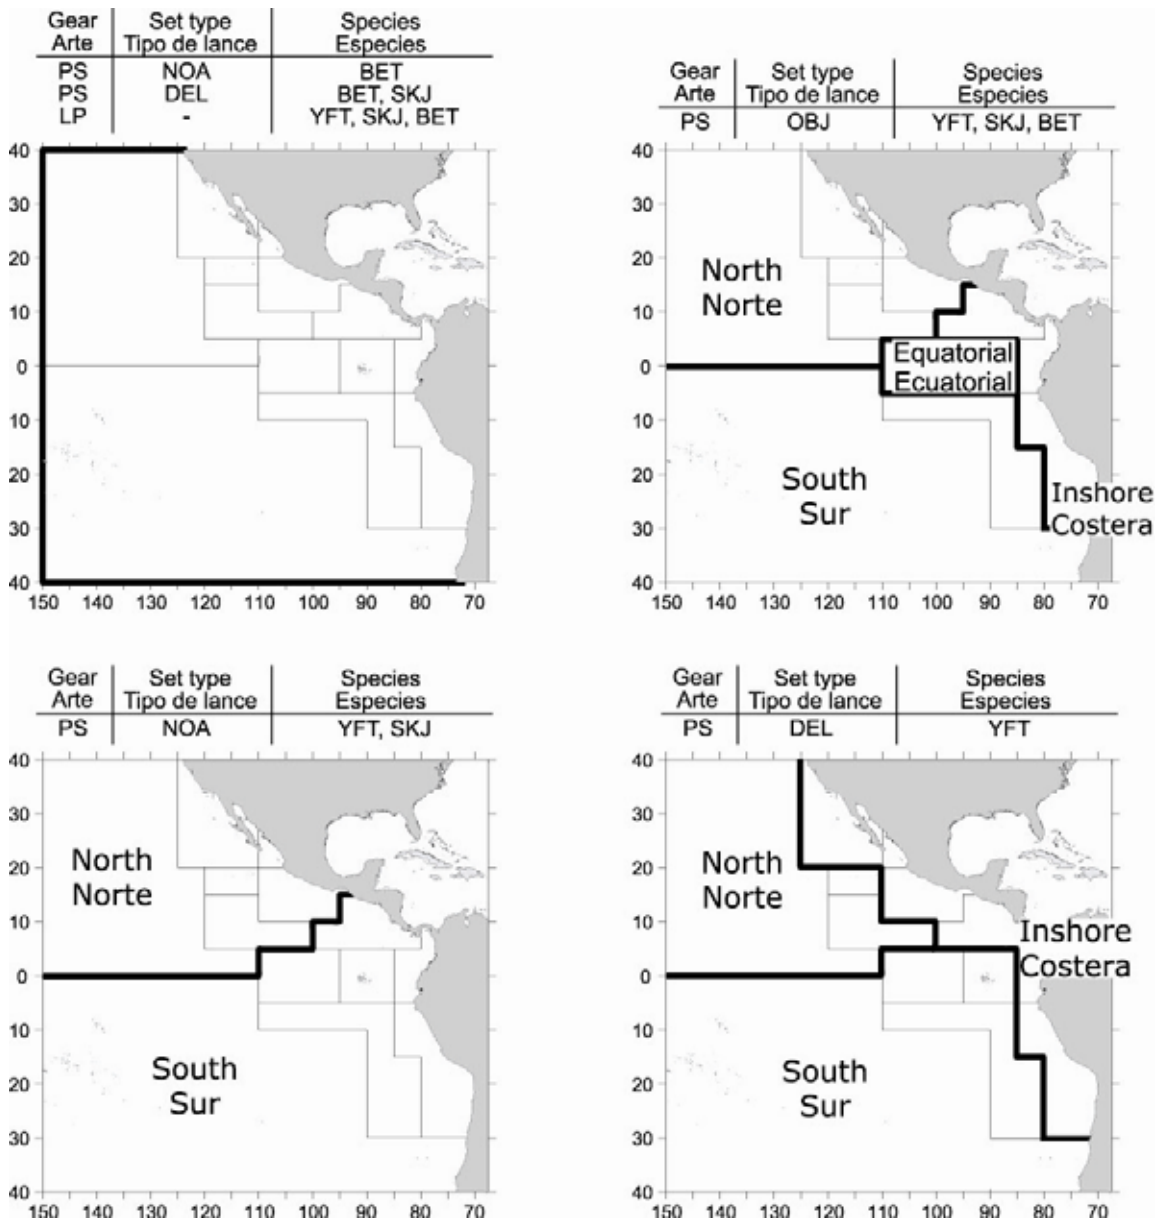 Gear Set type Species
Arte Tipo de lance Especies
PS NOA BET
PS DEL BET, SKJ
LP - YFT, SKJ, BET
40
30
20
10
0
10
20
30
40
150 140 130 120 110 100 90 80 70
Gear Set type Species
Arte Tipo de lance Especies
PS OBJ YFT, SKJ, BET
40
30
20
10
0
10
20
30
40
North
Norte
Equatorial
Ecuatorial
South
Sur
Inshore
Costera
150 140 130 120 110 100 90 80 70
Gear Set type Species
Arte Tipo de lance Especies
PS NOA YFT, SKJ
40
30
20
10
0
10
20
30
40
North
Norte
South
Sur
150 140 130 120 110 100 90 80 70
Gear Set type Species
Arte Tipo de lance Especies
PS DEL YFT
40
30
20
10
0
10
20
30
40
North
Norte
Inshore
Costera
South
Sur
150 140 130 120 110 100 90 80 70